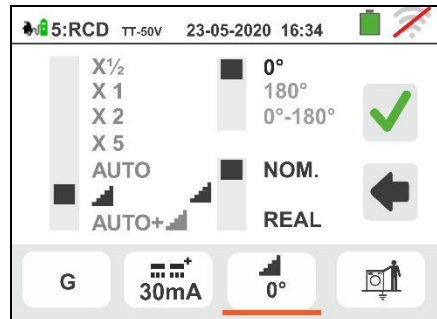 5:RCD TT-50V 23-05-2020 16:34
X½ 0°
X 1 180°
X 2 0°-180°
X 5
AUTO NOM.
AUTO+ REAL
G 30mA + 0°